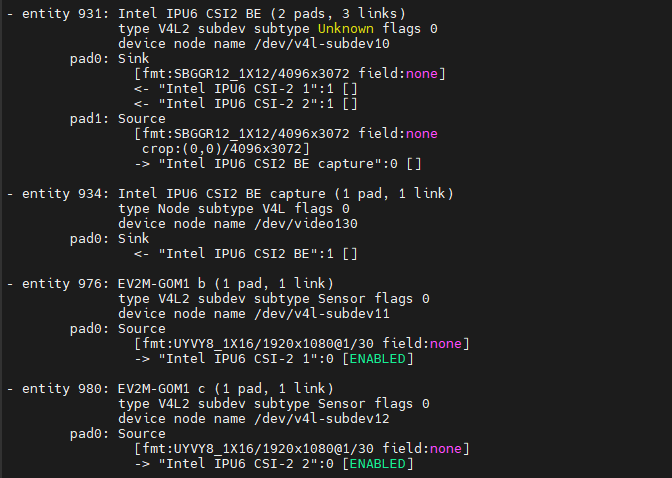 - entity 931: Intel IPU6 CSI2 BE (2 pads, 3 links)
type V4L2 subdev subtype Unknown flags 0
device node name /dev/v4l-subdev10
pad0: Sink
[fmt:SBGGR12_1X12/4096x3072 field:none]
<- "Intel IPU6 CSI-2 1":1 []
<- "Intel IPU6 CSI-2 2":1 []
pad1: Source
[fmt:SBGGR12_1X12/4096x3072 field:none
crop:(0,0)/4096x3072]
-> "Intel IPU6 CSI2 BE capture":0 []
- entity 934: Intel IPU6 CSI2 BE capture (1 pad, 1 link)
type Node subtype V4L flags 0
device node name /dev/video130
pad0: Sink
<- "Intel IPU6 CSI2 BE":1 []
- entity 976: EV2M-GOM1 b (1 pad, 1 link)
type V4L2 subdev subtype Sensor flags 0
device node name /dev/v4l-subdev11
pad0: Source
[fmt:UYVY8_1X16/1920x1080@1/30 field:none]
-> "Intel IPU6 CSI-2 1":0 [ENABLED]
- entity 980: EV2M-GOM1 c (1 pad, 1 link)
type V4L2 subdev subtype Sensor flags 0
device node name /dev/v4l-subdev12
pad0: Source
[fmt:UYVY8_1X16/1920x1080@1/30 field:none]
-> "Intel IPU6 CSI-2 2":0 [ENABLED]